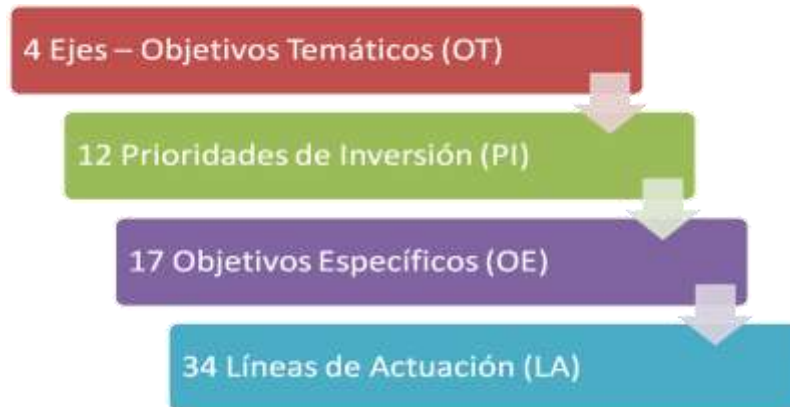 4 Ejes – Objetivos Temáticos (OT)
12 Prioridades de Inversión (PI)
17 Objetivos Específicos (OE)
34 Líneas de Actuación (LA)